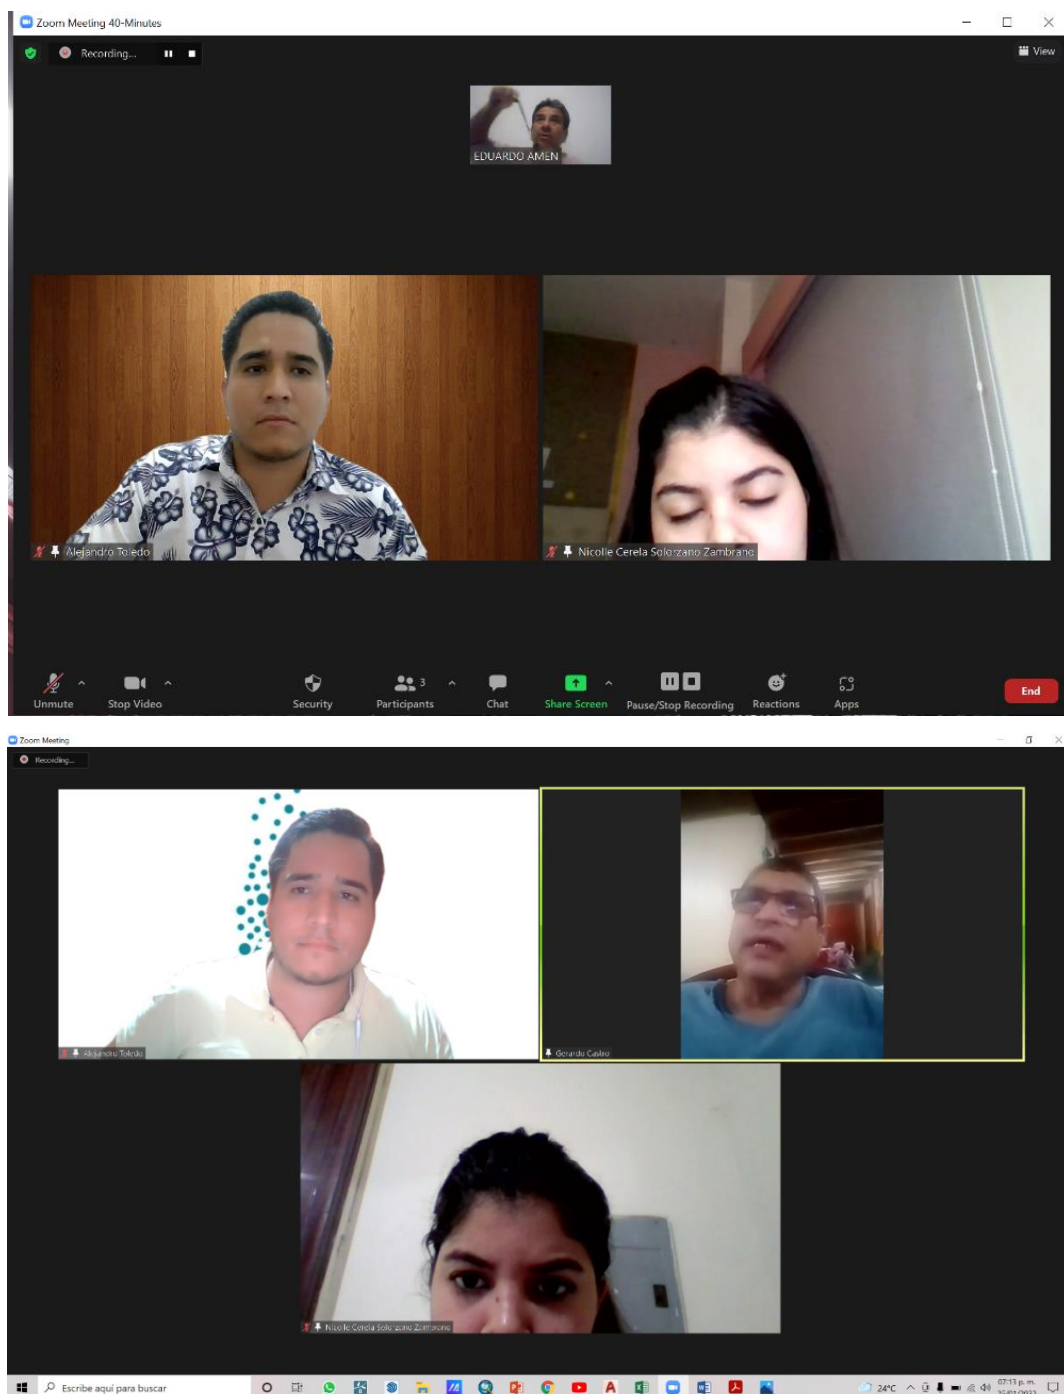 Zoom Meeting 40-Minutes
Recording...
View
EDUARDO AMEN
Alejandro Toledo
Nicolle Cerela Solorzano Zambrano
Unmute
Stop Video
Security
Participants
3
Chat
Share Screen
Pause/Stop Recording
Reactions
Apps
End
Zoom Meeting
Recording...
Alejandro Toledo
Gerardo Castro
Nicolle Cerela Solorzano Zambrano
Escribe aquí para buscar
24°C
07:13 p. m.